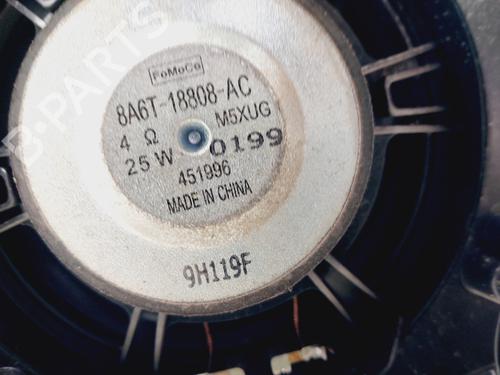 FoMoCo
8A6T-18808-AC
4 Ω M5XUG
25 W 0199
451996
MADE IN CHINA
9H119F
B-PARTS